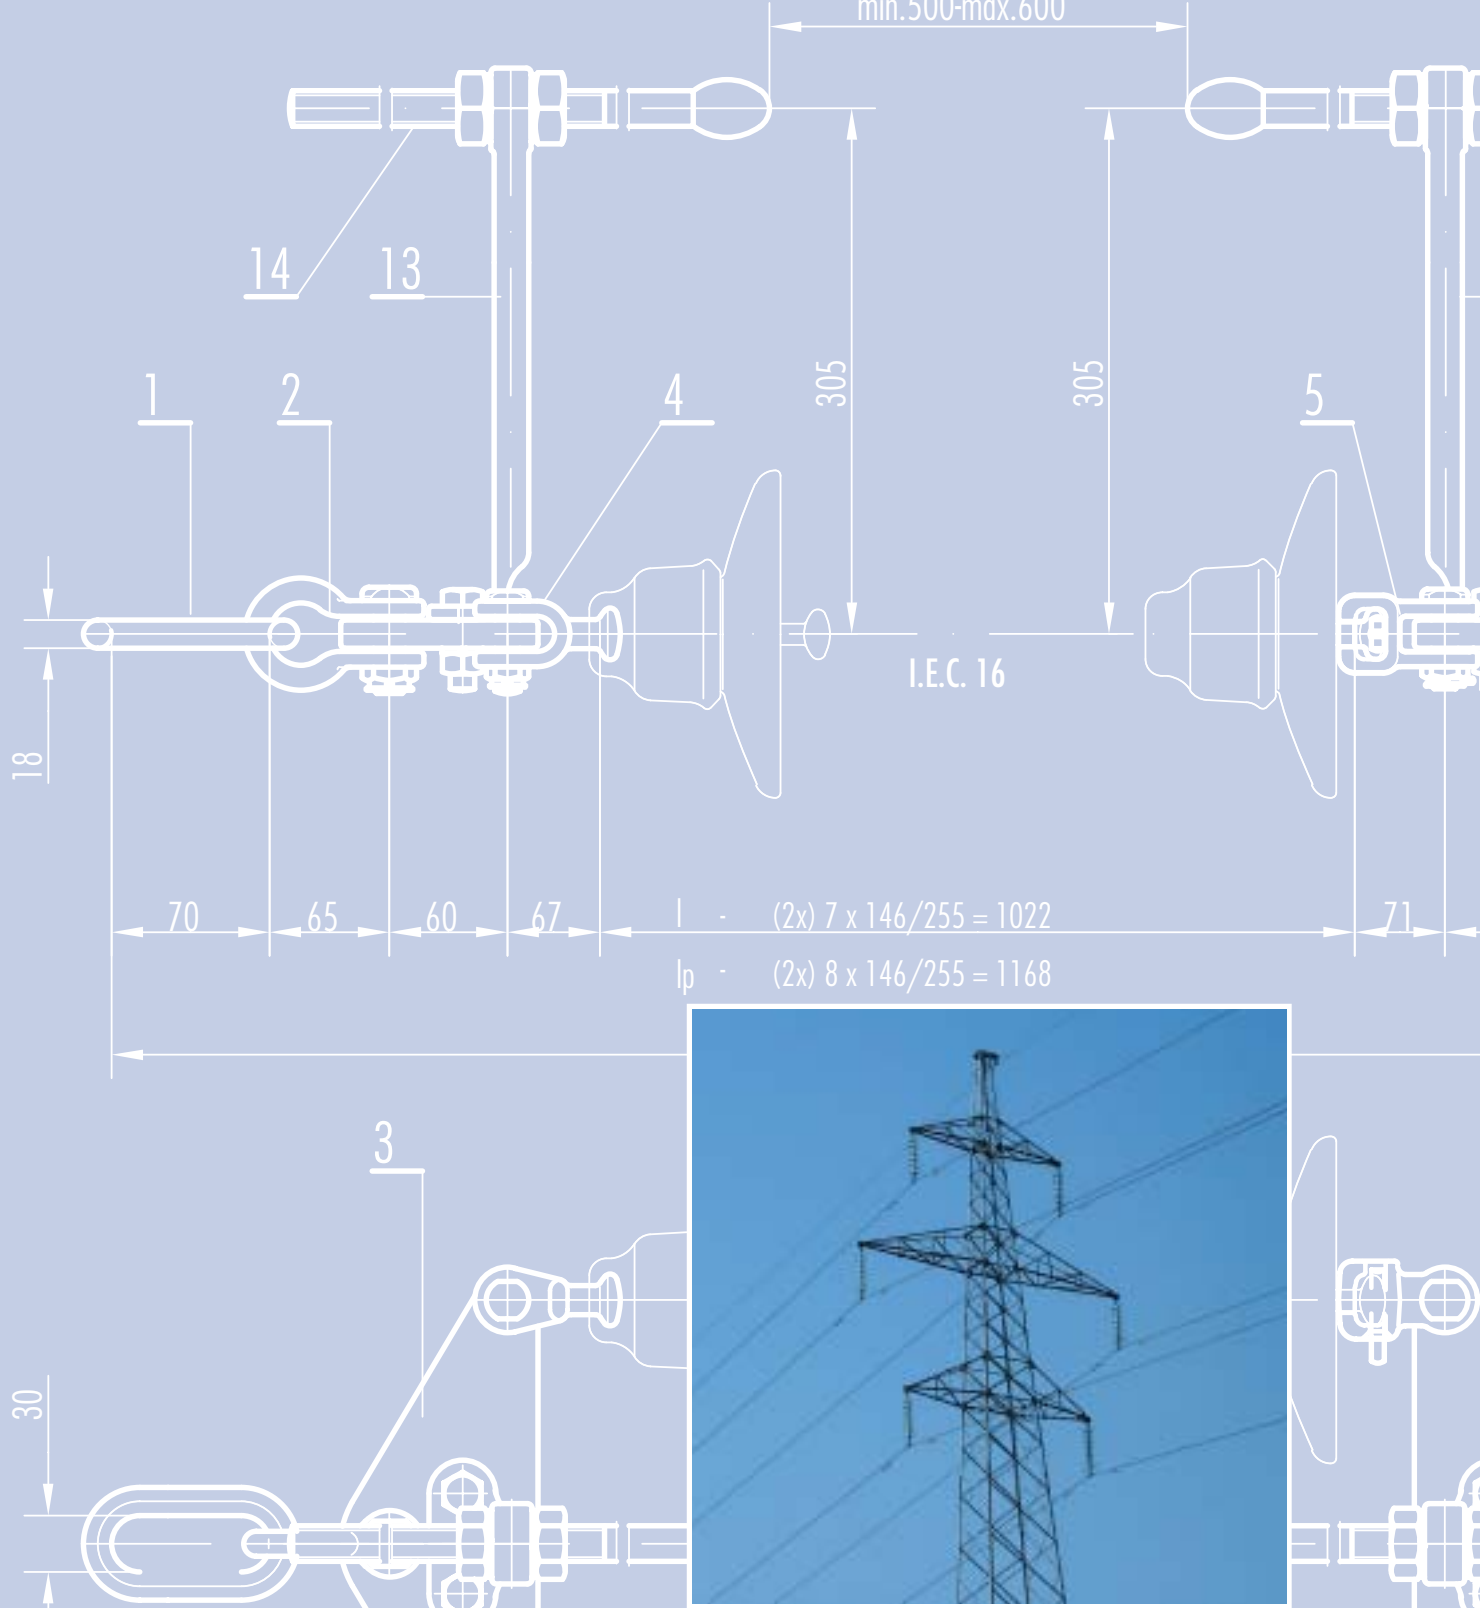 min.500-max.600
14 13
1 2 4 305 305 5
I.E.C. 16
18
70 65 60 67 l - (2x) 7 x 146/255 = 1022 71
lp - (2x) 8 x 146/255 = 1168
3
30